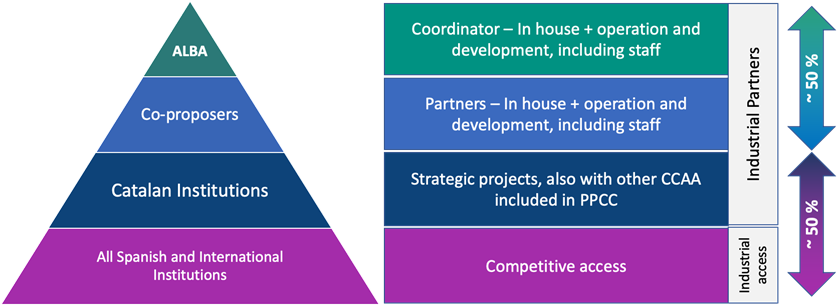 ALBA
Co-proposers
Catalan Institutions
All Spanish and International
Institutions
Coordinator – In house + operation and
development, including staff
Partners – In house + operation and
development, including staff
Strategic projects, also with other CCAA
included in PPCC
Competitive access
Industrial Partners
Industrial
access
~ 50 %
~ 50 %